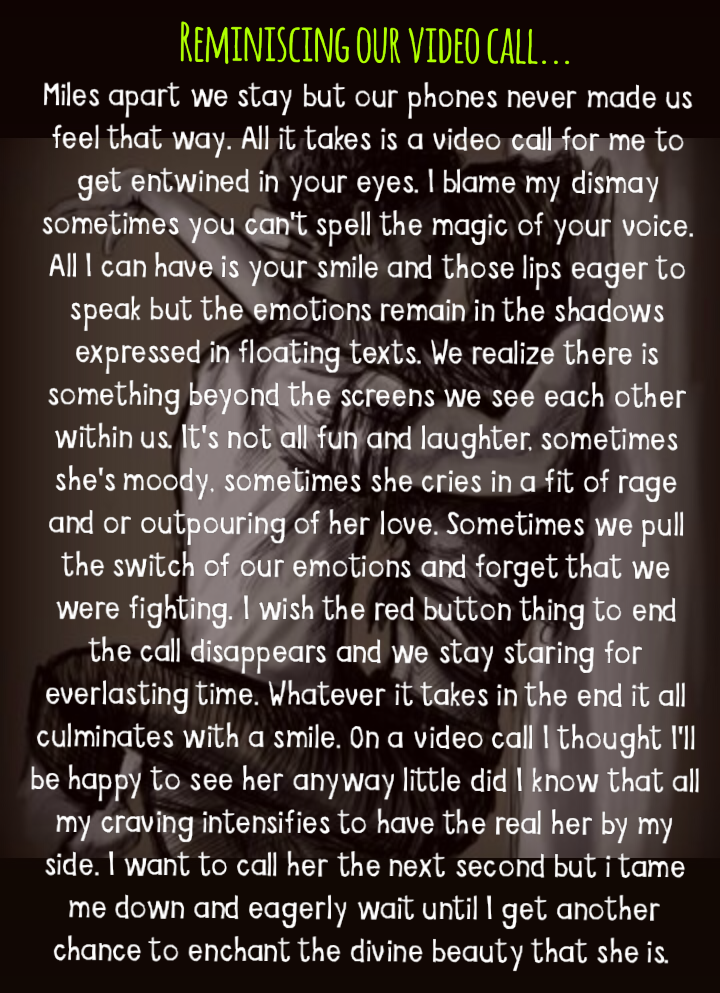 Reminiscing our video call...
Miles apart we stay but our phones never made us
feel that way. All it takes is a video call for me to
get entwined in your eyes. I blame my dismay
sometimes you can't spell the magic of your voice.
All I can have is your smile and those lips eager to
speak but the emotions remain in the shadows
expressed in floating texts. We realize there is
something beyond the screens we see each other
within us. It's not all fun and laughter, sometimes
she's moody, sometimes she cries in a fit of rage
and or outpouring of her love. Sometimes we pull
the switch of our emotions and forget that we
were fighting. I wish the red button thing to end
the call disappears and we stay staring for
everlasting time. Whatever it takes in the end it all
culminates with a smile. On a video call I thought I'll
be happy to see her anyway little did I know that all
my craving intensifies to have the real her by my
side. I want to call her the next second but i tame
me down and eagerly wait until I get another
chance to enchant the divine beauty that she is.